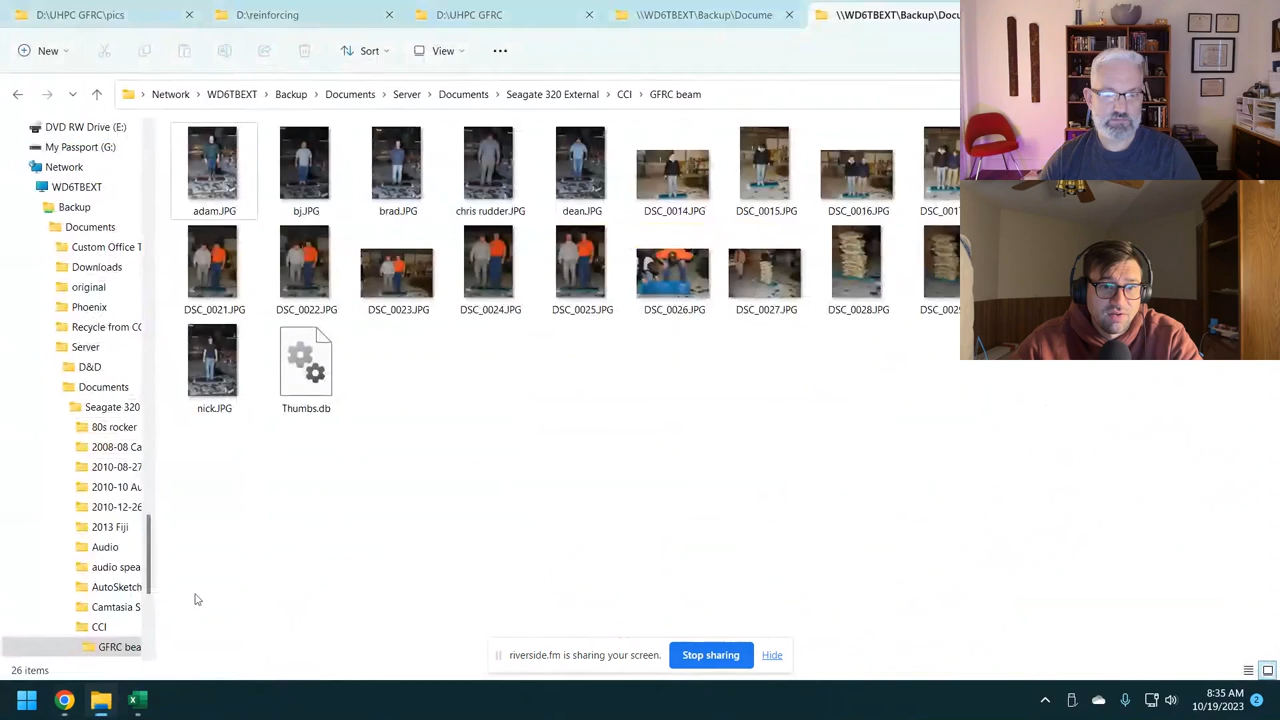 D:\UHPC GFRC
D:\reinforcing
D:\UHPC GFRC
\\WD6TBEXT\Backup\Docume
\\WD6TBEXT\Backup\Docu
New
Sort
View
Network > WD6TBEXT > Backup > Documents > Server > Documents > Seagate 320 External > CCI > GFRC beam
DVD RW Drive (E:)
My Passport (G:)
Network
WD6TBEXT
Backup
Documents
Custom Office T
Downloads
original
Phoenix
Recycle from CC
Server
D&D
Documents
Seagate 320
80s rocker
2008-08 Ca
2010-08-27
2010-10 Au
2010-12-26
2013 Fiji
Audio
audio spea
AutoSketch
Camtasia S
CCI
GFRC bea
adam.JPG
bj.JPG
brad.JPG
chris rudder.JPG
dean.JPG
DSC_0014.JPG
DSC_0015.JPG
DSC_0016.JPG
DSC_0017
DSC_0021.JPG
DSC_0022.JPG
DSC_0023.JPG
DSC_0024.JPG
DSC_0025.JPG
DSC_0026.JPG
DSC_0027.JPG
DSC_0028.JPG
DSC_0029
nick.JPG
Thumbs.db
riverside.fm is sharing your screen.
Stop sharing
Hide
26 items
8:35 AM
10/19/2023
2